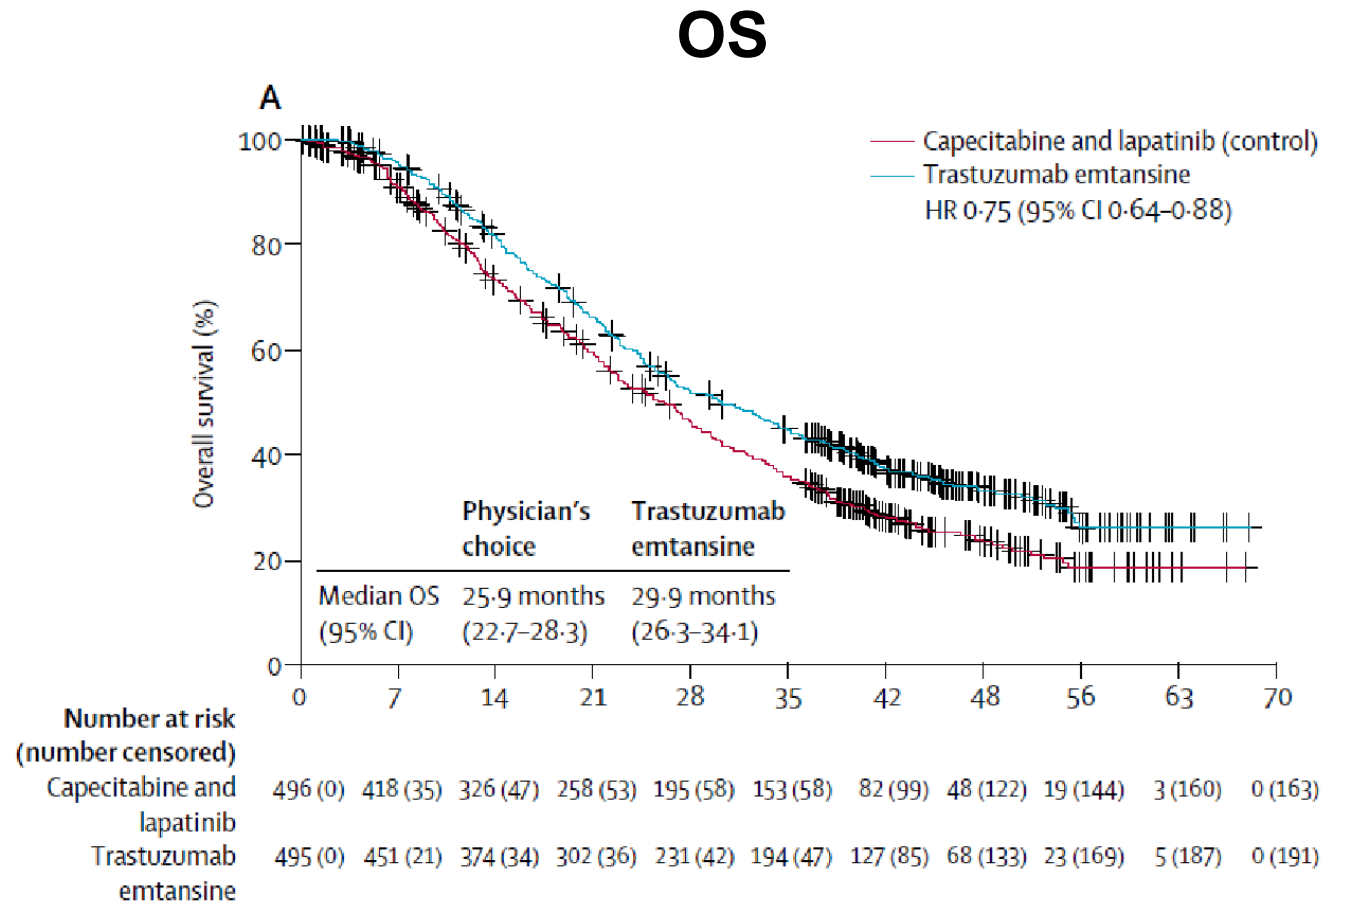 OS
A
100
80
60
40
20
0
Overall survival (%)
Capecitabine and lapatinib (control)
Trastuzumab emtansine
HR 0·75 (95% CI 0·64–0·88)
Physician's choice
Trastuzumab emtansine
Median OS (95% CI)
25·9 months (22·7–28·3)
29·9 months (26·3–34·1)
0 7 14 21 28 35 42 48 56 63 70
Number at risk
(number censored)
Capecitabine and
lapatinib
496 (0) 418 (35) 326 (47) 258 (53) 195 (58) 153 (58) 82 (99) 48 (122) 19 (144) 3 (160) 0 (163)
Trastuzumab
emtansine
495 (0) 451 (21) 374 (34) 302 (36) 231 (42) 194 (47) 127 (85) 68 (133) 23 (169) 5 (187) 0 (191)